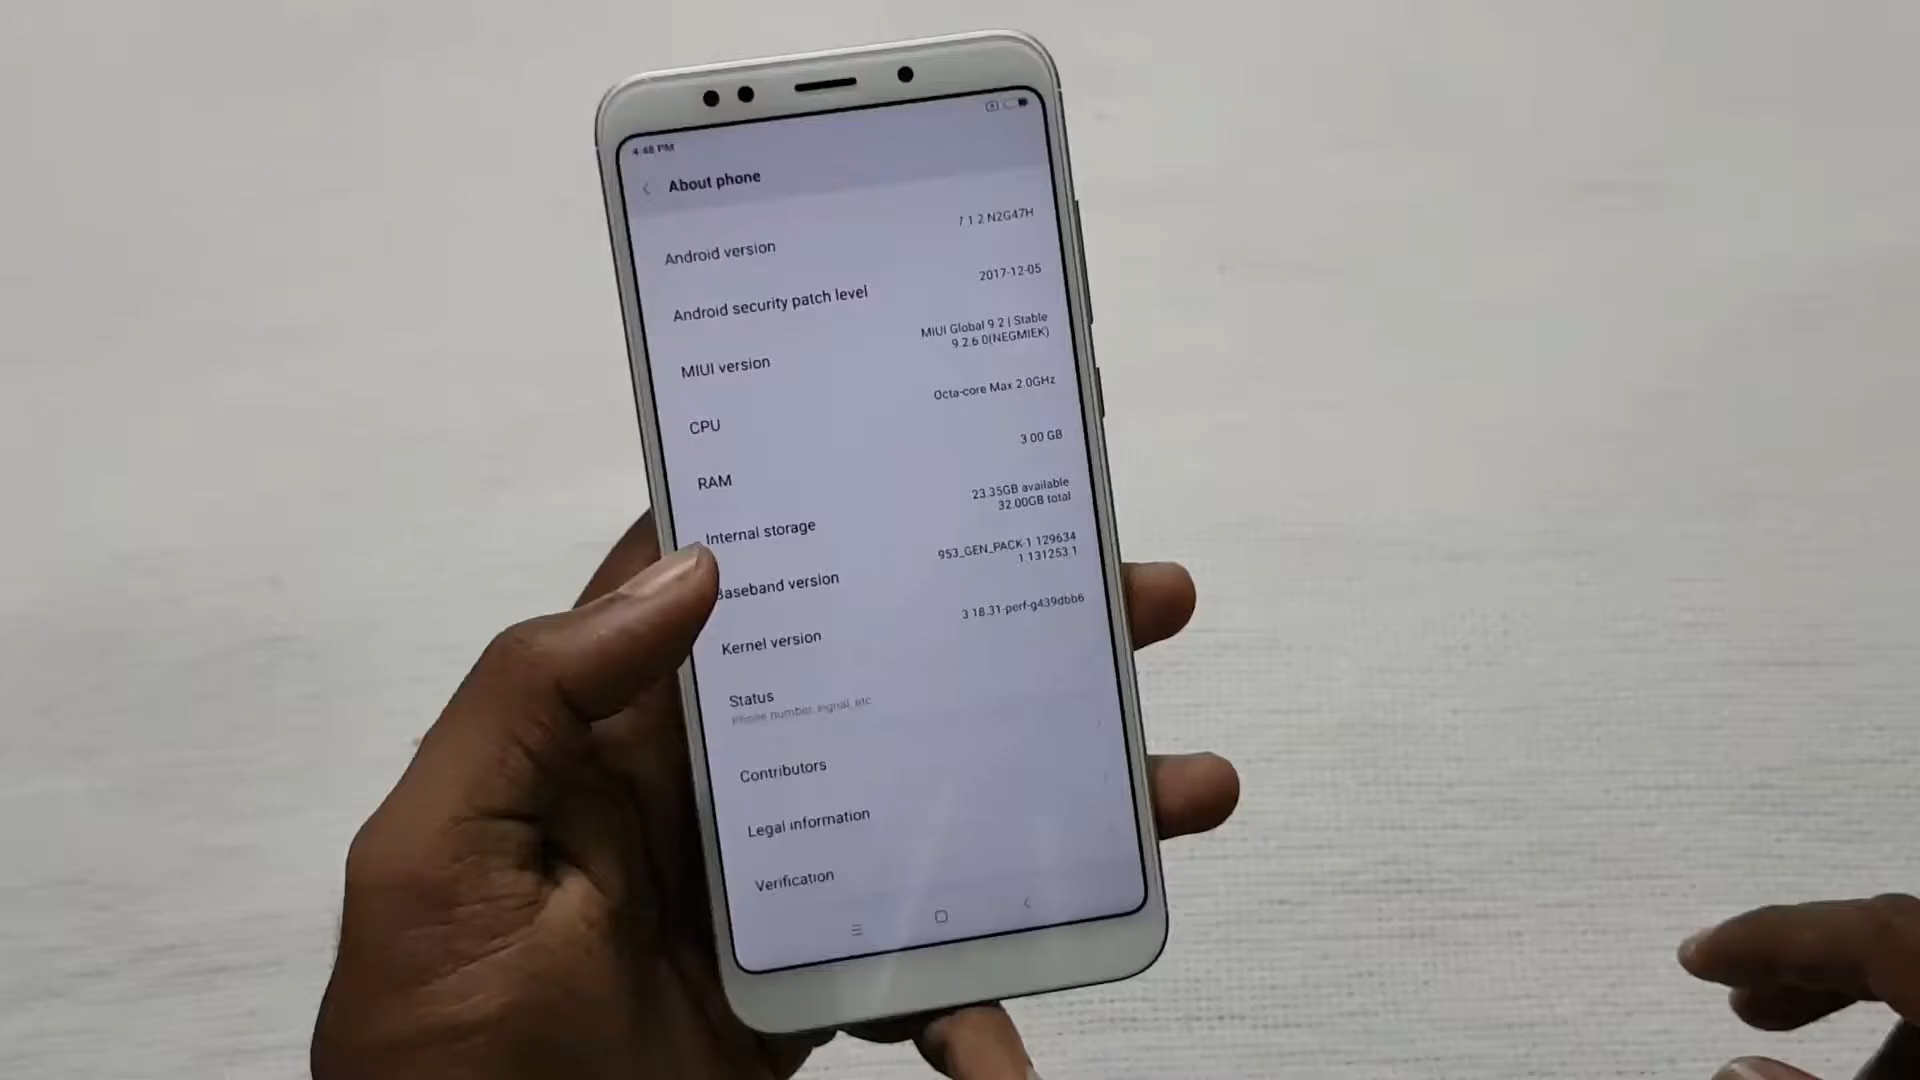 4:48 PM
About phone
Android version
7 1 2 N2G47H
Android security patch level
2017-12-05
MIUI version
MIUI Global 9 2 | Stable
9.2.6 0(NEGMIEK)
CPU
Octa-core Max 2.0GHz
RAM
3 00 GB
Internal storage
23.35GB available
32.00GB total
Baseband version
953_GEN_PACK-1 129634
1 131253 1
Kernel version
3 18.31-perf-g439dbb6
Status
Phone number, signal, etc
Contributors
Legal information
Verification